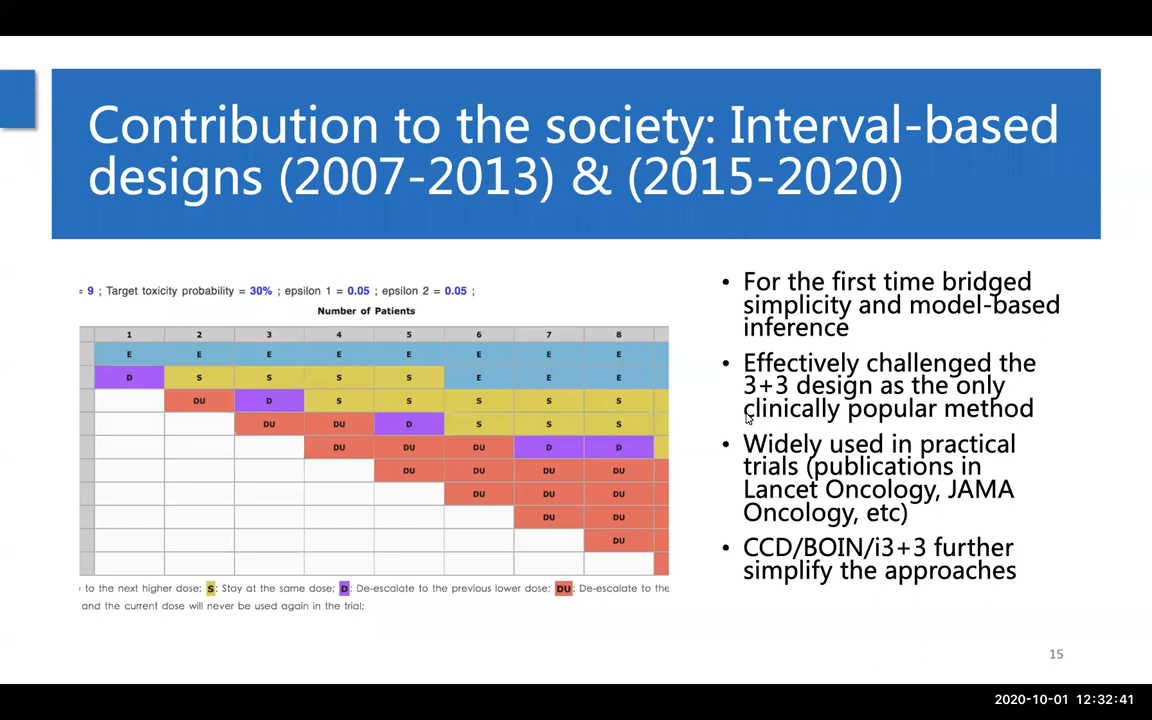 Contribution to the society: Interval-based
designs (2007-2013) & (2015-2020)
= 9 ; Target toxicity probability = 30% ; epsilon 1 = 0.05 ; epsilon 2 = 0.05 ;
Number of Patients
1 2 3 4 5 6 7 8
E E E E E E E E
D S S S S E E E
DU D S S S S S
DU DU D S S S
DU DU DU D D
DU DU DU DU
DU DU DU
DU DU
DU
to the next higher dose; S: Stay at the same dose; D: De-escalate to the previous lower dose; DU: De-escalate to the
and the current dose will never be used again in the trial;
• For the first time bridged
simplicity and model-based
inference
• Effectively challenged the
3+3 design as the only
clinically popular method
• Widely used in practical
trials (publications in
Lancet Oncology, JAMA
Oncology, etc)
• CCD/BOIN/i3+3 further
simplify the approaches
15
2020-10-01 12:32:41